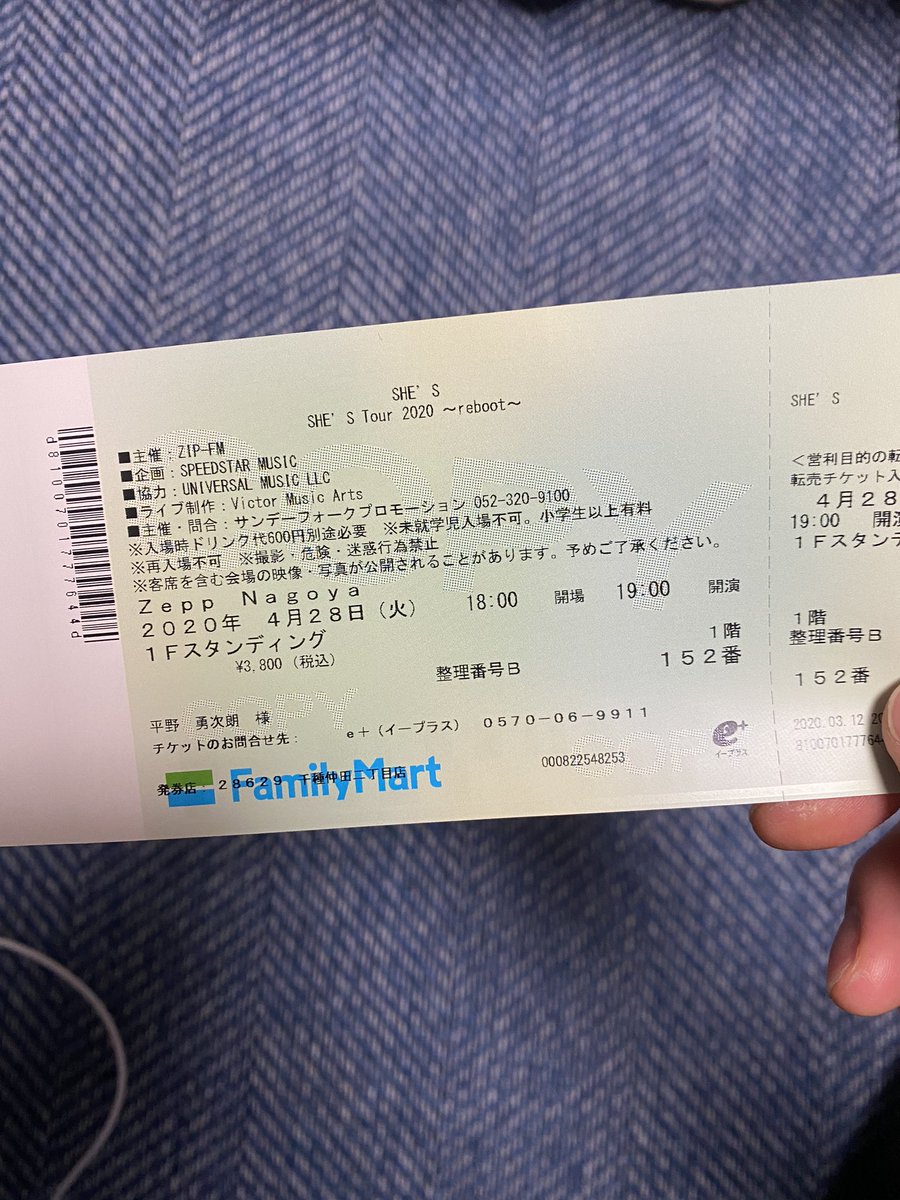 SHE'S
SHE'S Tour 2020 ～reboot～
■主催：ZIP-FM
■企画：SPEEDSTAR MUSIC
■協力：UNIVERSAL MUSIC LLC
■ライブ制作：Victor Music Arts
■主催・問合：サンデーフォークプロモーション 052-320-9100
※入場時ドリンク代600円別途必要 ※未就学児入場不可。小学生以上有料
※再入場不可 ※撮影・危険・迷惑行為禁止
※客席を含む会場の映像・写真が公開されることがあります。予めご了承ください。
Ｚｅｐｐ Ｎａｇｏｙａ
２０２０年 ４月２８日（火） 18:00 開場 19:00 開演
１Ｆスタンディング 1階
¥3,800（税込） 整理番号Ｂ １５２番
平野 勇次朗 様
チケットのお問合せ先： ｅ＋（イープラス） ０５７０－０６－９９１１
発券店：２８６２９ 千種仲田二丁目店
FamilyMart
000822548253
e+
イープラス
COPY
COPY
COPY
d810070177644d
SHE'S
＜営利目的の転
転売チケット入
４月２８
19:00 開演
１Ｆスタンデ
１階
整理番号Ｂ
１５２番
2020.03.12